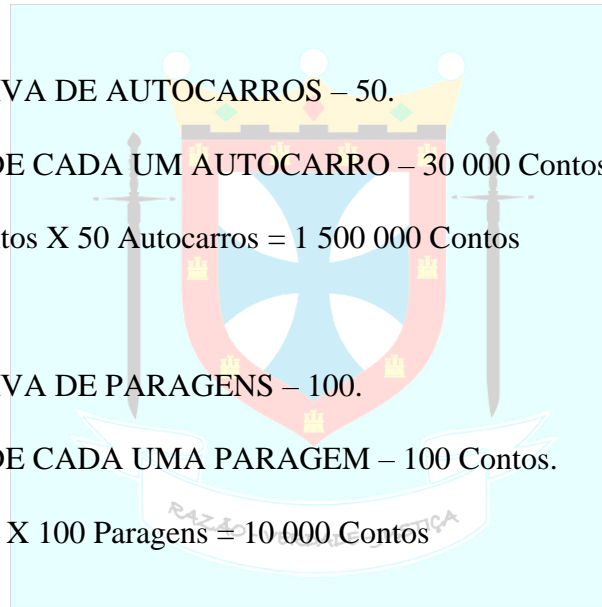 VA DE AUTOCARROS – 50.
DE CADA UM AUTOCARRO – 30 000 Contos
tos X 50 Autocarros = 1 500 000 Contos
VA DE PARAGENS – 100.
DE CADA UMA PARAGEM – 100 Contos.
X 100 Paragens = 10 000 Contos
RAZÃO